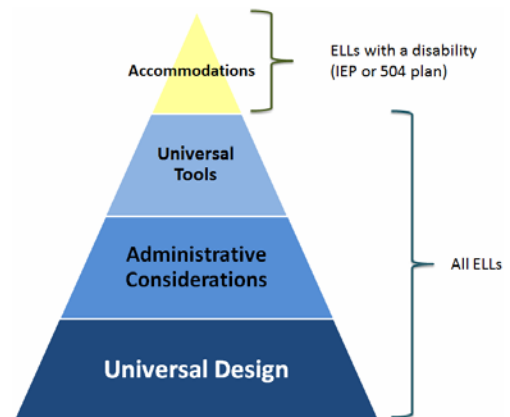 Accommodations
ELLs with a disability
(IEP or 504 plan)
Universal
Tools
Administrative
Considerations
All ELLs
Universal Design